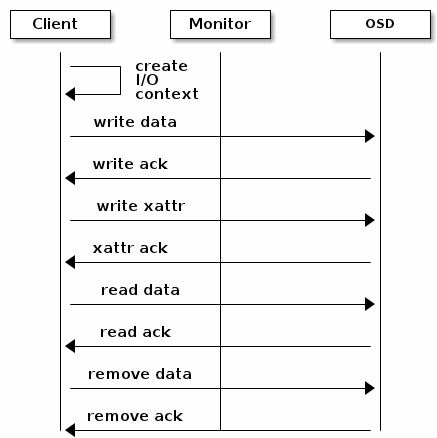 Client Monitor OSD
create
I/O
context
write data
write ack
write xattr
xattr ack
read data
read ack
remove data
remove ack